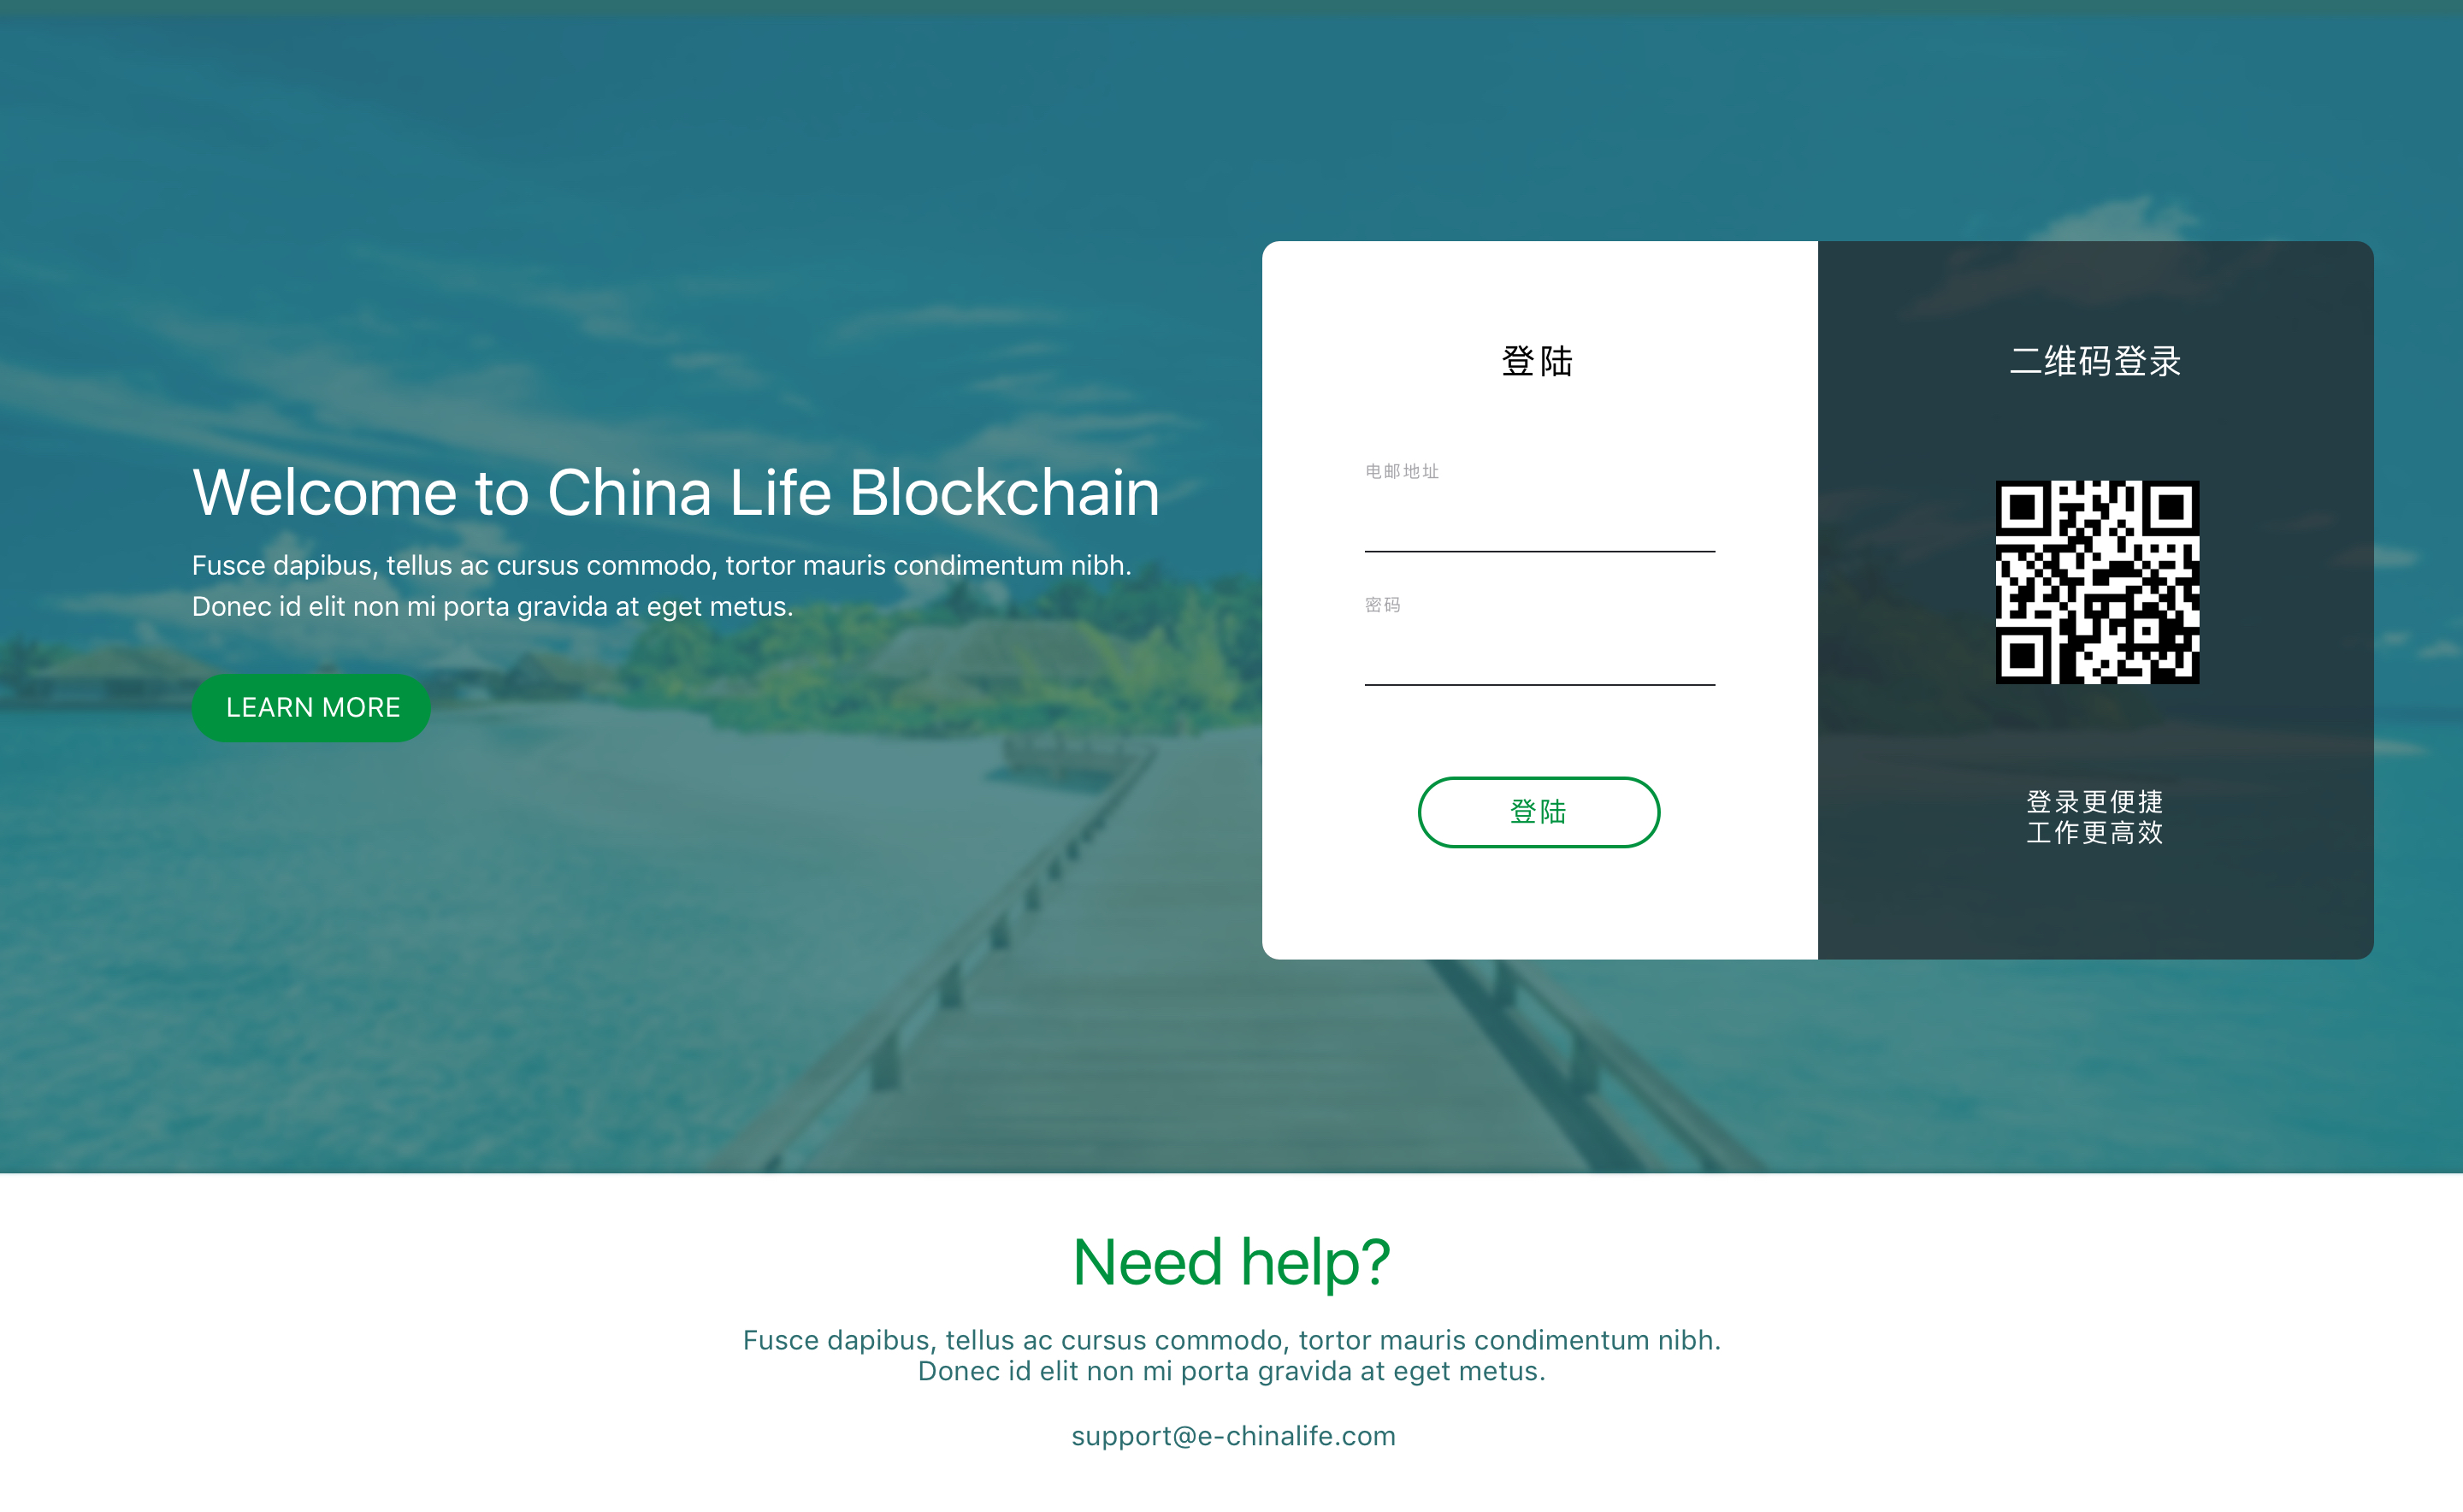 Welcome to China Life Blockchain
Fusce dapibus, tellus ac cursus commodo, tortor mauris condimentum nibh.
Donec id elit non mi porta gravida at eget metus.
LEARN MORE
登陆
电邮地址
密码
登陆
二维码登录
登录更便捷
工作更高效
Need help?
Fusce dapibus, tellus ac cursus commodo, tortor mauris condimentum nibh.
Donec id elit non mi porta gravida at eget metus.
support@e-chinalife.com